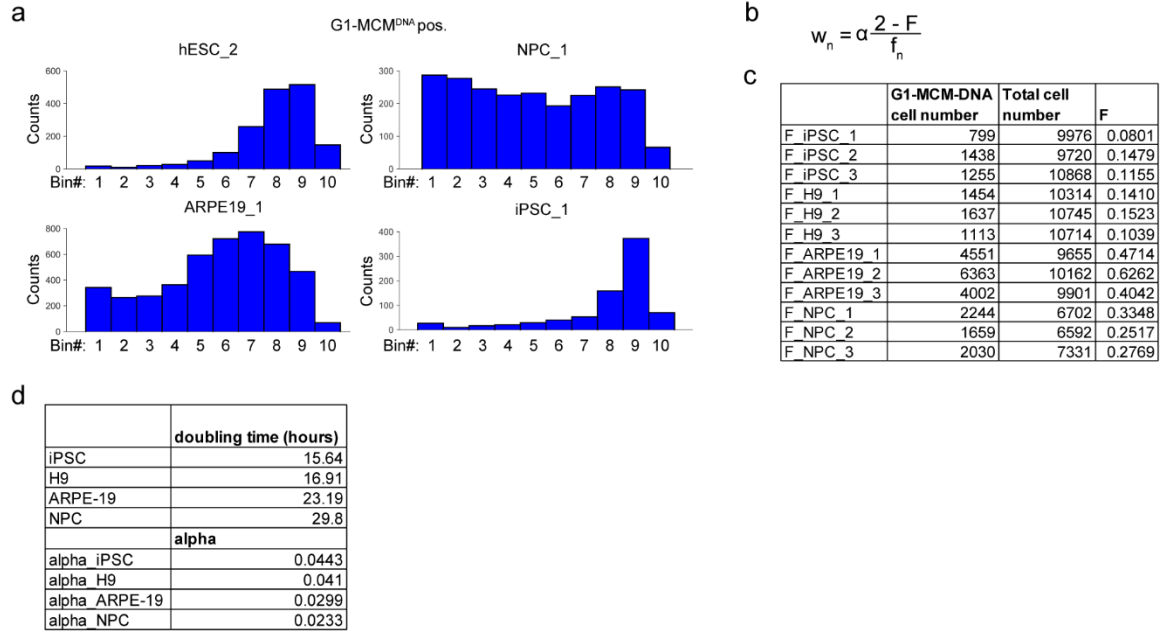 a
G1-MCM^DNA pos.
hESC_2
NPC_1
Counts
600
400
200
0
Bin#: 1 2 3 4 5 6 7 8 9 10
Counts
300
200
100
0
Bin#: 1 2 3 4 5 6 7 8 9 10
ARPE19_1
iPSC_1
Counts
800
600
400
200
0
Bin#: 1 2 3 4 5 6 7 8 9 10
Counts
400
300
200
100
0
Bin#: 1 2 3 4 5 6 7 8 9 10
b
w_n = α (2 - F) / f_n
c
G1-MCM-DNA cell number Total cell number F
F_iPSC_1 799 9976 0.0801
F_iPSC_2 1438 9720 0.1479
F_iPSC_3 1255 10868 0.1155
F_H9_1 1454 10314 0.1410
F_H9_2 1637 10745 0.1523
F_H9_3 1113 10714 0.1039
F_ARPE19_1 4551 9655 0.4714
F_ARPE19_2 6363 10162 0.6262
F_ARPE19_3 4002 9901 0.4042
F_NPC_1 2244 6702 0.3348
F_NPC_2 1659 6592 0.2517
F_NPC_3 2030 7331 0.2769
d
doubling time (hours)
iPSC 15.64
H9 16.91
ARPE-19 23.19
NPC 29.8
alpha
alpha_iPSC 0.0443
alpha_H9 0.041
alpha_ARPE-19 0.0299
alpha_NPC 0.0233